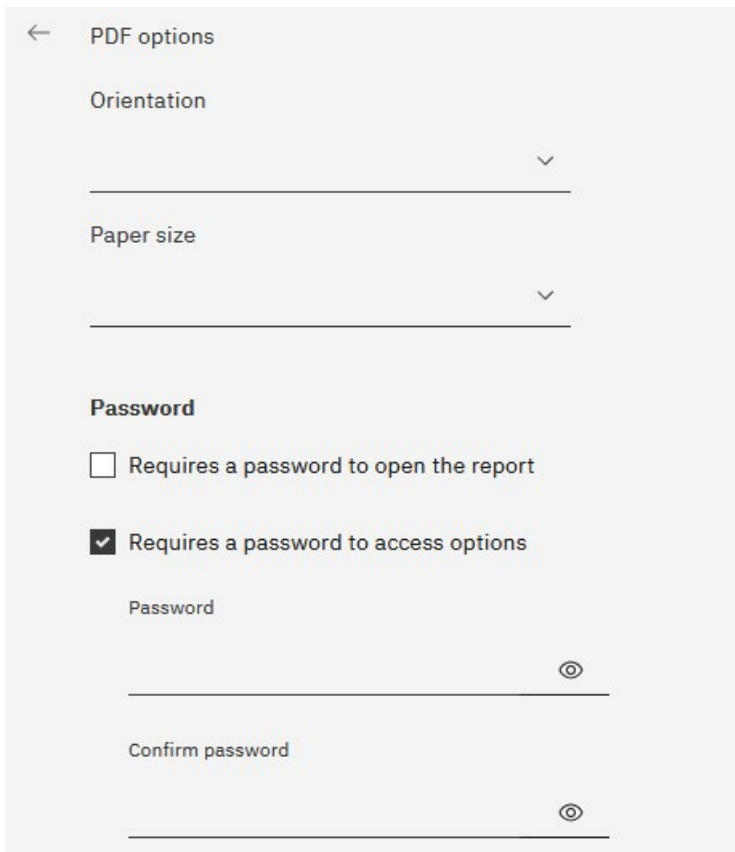 PDF options
Orientation
Paper size
Password
Requires a password to open the report
Requires a password to access options
Password
Confirm password